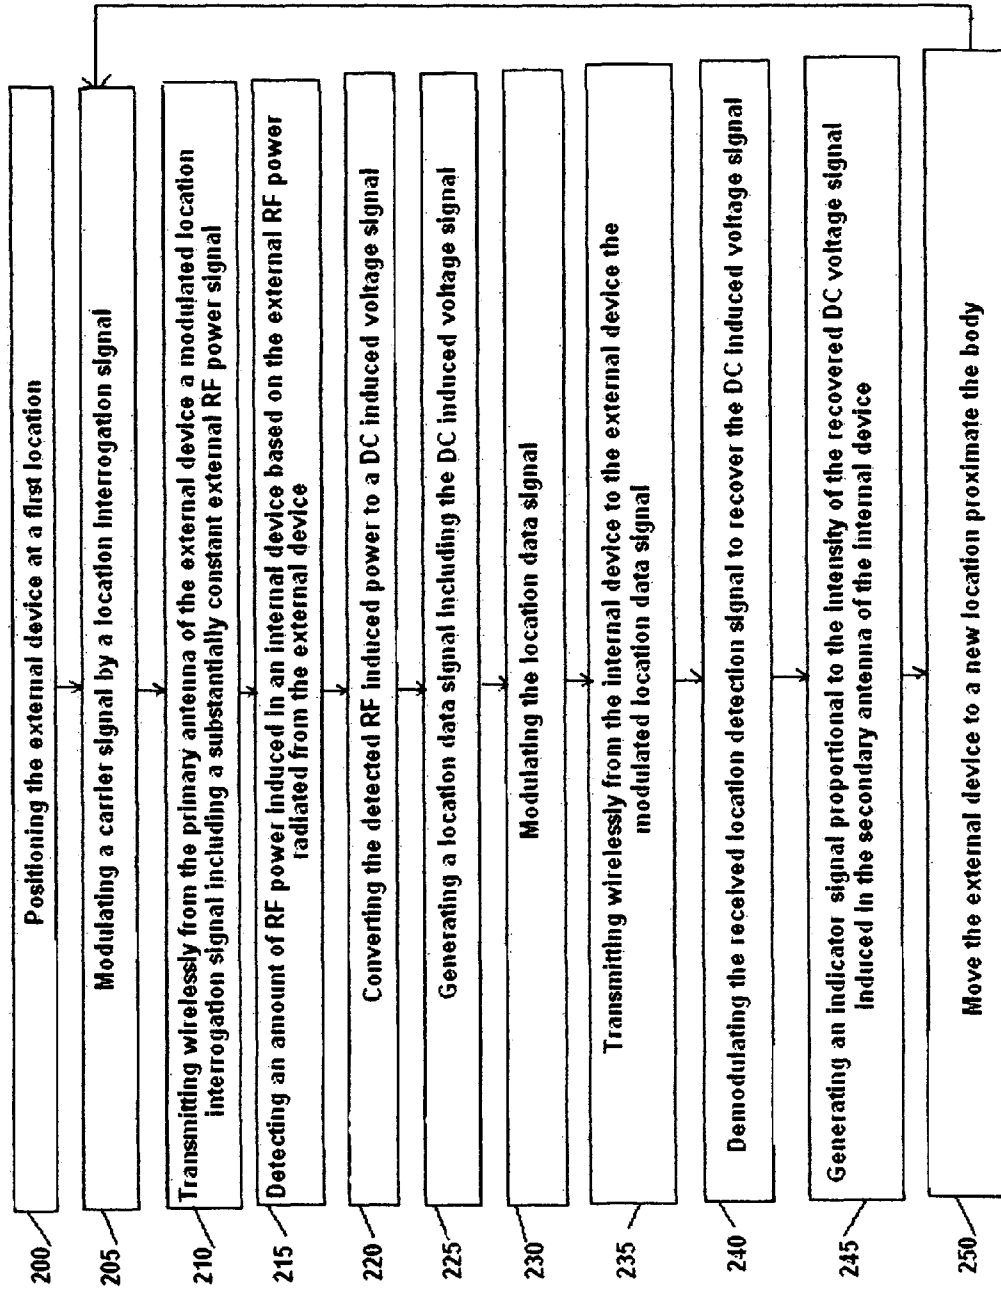 200
Positioning the external device at a first location
205
Modulating a carrier signal by a location interrogation signal
210
Transmitting wirelessly from the primary antenna of the external device a modulated location
interrogation signal including a substantially constant external RF power signal
215
Detecting an amount of RF power induced in an internal device based on the external RF power
radiated from the external device
220
Converting the detected RF induced power to a DC induced voltage signal
225
Generating a location data signal including the DC induced voltage signal
230
Modulating the location data signal
235
Transmitting wirelessly from the internal device to the external device the
modulated location data signal
240
Demodulating the received location detection signal to recover the DC induced voltage signal
245
Generating an indicator signal proportional to the intensity of the recovered DC voltage signal
induced in the secondary antenna of the internal device
250
Move the external device to a new location proximate the body